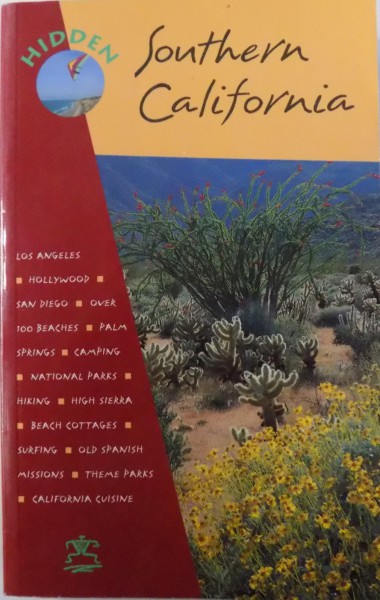 HIDDEN
Southern
California
LOS ANGELES
▪ HOLLYWOOD ▪
SAN DIEGO ▪ OVER
100 BEACHES ▪ PALM
SPRINGS ▪ CAMPING
▪ NATIONAL PARKS ▪
HIKING ▪ HIGH SIERRA
▪ BEACH COTTAGES ▪
SURFING ▪ OLD SPANISH
MISSIONS ▪ THEME PARKS
▪ CALIFORNIA CUISINE